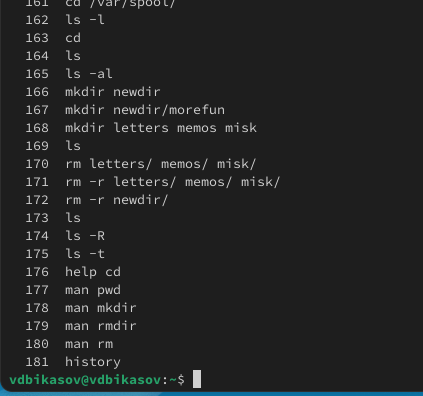 161 cd /var/spool/
162 ls -l
163 cd
164 ls
165 ls -al
166 mkdir newdir
167 mkdir newdir/morefun
168 mkdir letters memos misk
169 ls
170 rm letters/ memos/ misk/
171 rm -r letters/ memos/ misk/
172 rm -r newdir/
173 ls
174 ls -R
175 ls -t
176 help cd
177 man pwd
178 man mkdir
179 man rmdir
180 man rm
181 history
vdbikasov@vdbikasov:~$